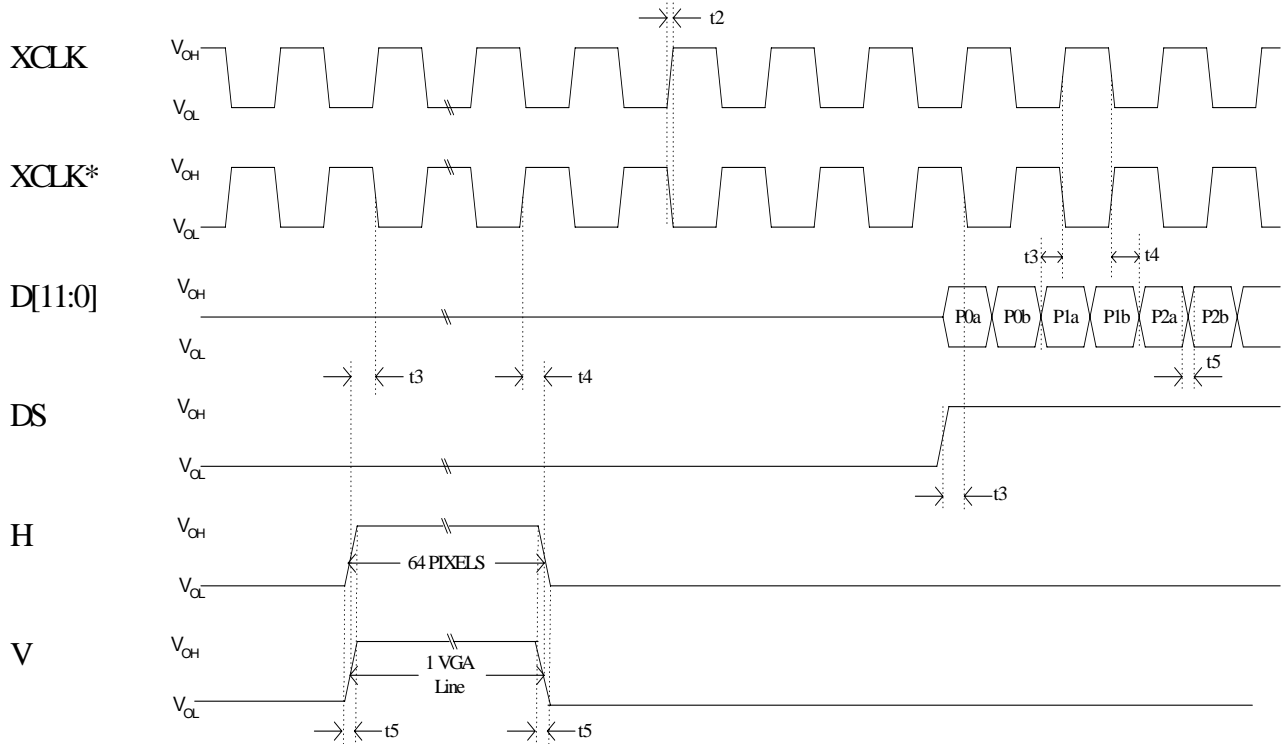 t2
XCLK
V_OH
V_OL
XCLK*
V_OH
V_OL
t3
t4
D[11:0]
V_OH
V_OL
P0a
P0b
P1a
P1b
P2a
P2b
t3
t4
t5
DS
V_OH
V_OL
t3
H
V_OH
V_OL
64 PIXELS
V
V_OH
V_OL
1 VGA
Line
t5
t5